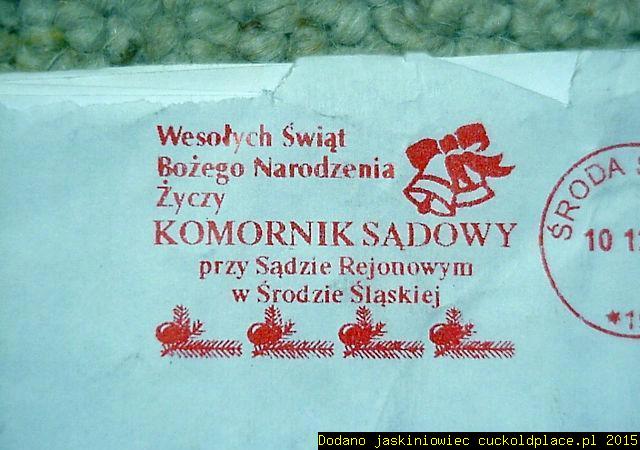 Wesołych Świąt
Bożego Narodzenia
Życzy
KOMORNIK SĄDOWY
przy Sądzie Rejonowym
w Środzie Śląskiej
ŚRODA
10
Dodano jaskiniowiec cuckoldplace.pl 2015